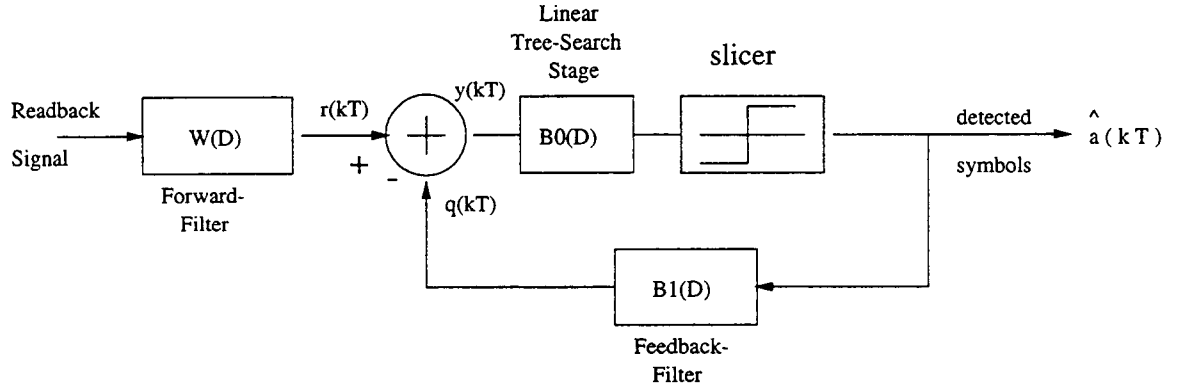 Linear
Tree-Search
Stage
slicer
Readback
Signal
W(D)
Forward-
Filter
r(kT)
+
-
y(kT)
q(kT)
B0(D)
detected
symbols
^
a ( k T )
B1(D)
Feedback-
Filter